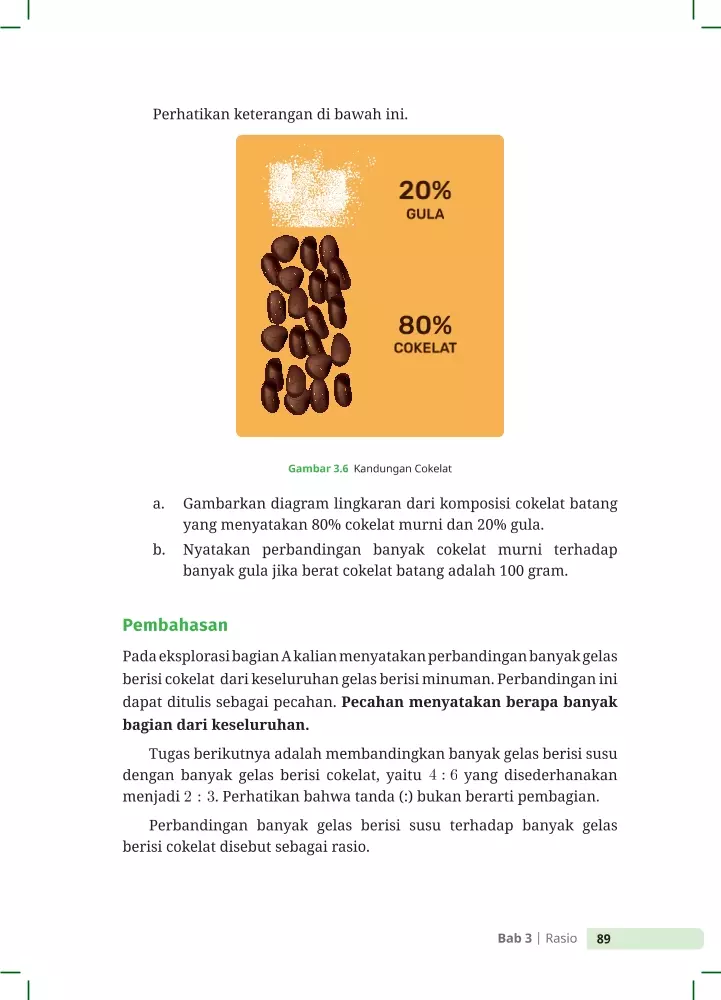 Perhatikan keterangan di bawah ini.
20%
GULA
80%
COKELAT
Gambar 3.6 Kandungan Cokelat
a. Gambarkan diagram lingkaran dari komposisi cokelat batang
yang menyatakan 80% cokelat murni dan 20% gula.
b. Nyatakan perbandingan banyak cokelat murni terhadap
banyak gula jika berat cokelat batang adalah 100 gram.
Pembahasan
Pada eksplorasi bagian A kalian menyatakan perbandingan banyak gelas
berisi cokelat dari keseluruhan gelas berisi minuman. Perbandingan ini
dapat ditulis sebagai pecahan. Pecahan menyatakan berapa banyak
bagian dari keseluruhan.
Tugas berikutnya adalah membandingkan banyak gelas berisi susu
dengan banyak gelas berisi cokelat, yaitu 4 : 6 yang disederhanakan
menjadi 2 : 3. Perhatikan bahwa tanda (:) bukan berarti pembagian.
Perbandingan banyak gelas berisi susu terhadap banyak gelas
berisi cokelat disebut sebagai rasio.
Bab 3 | Rasio 89